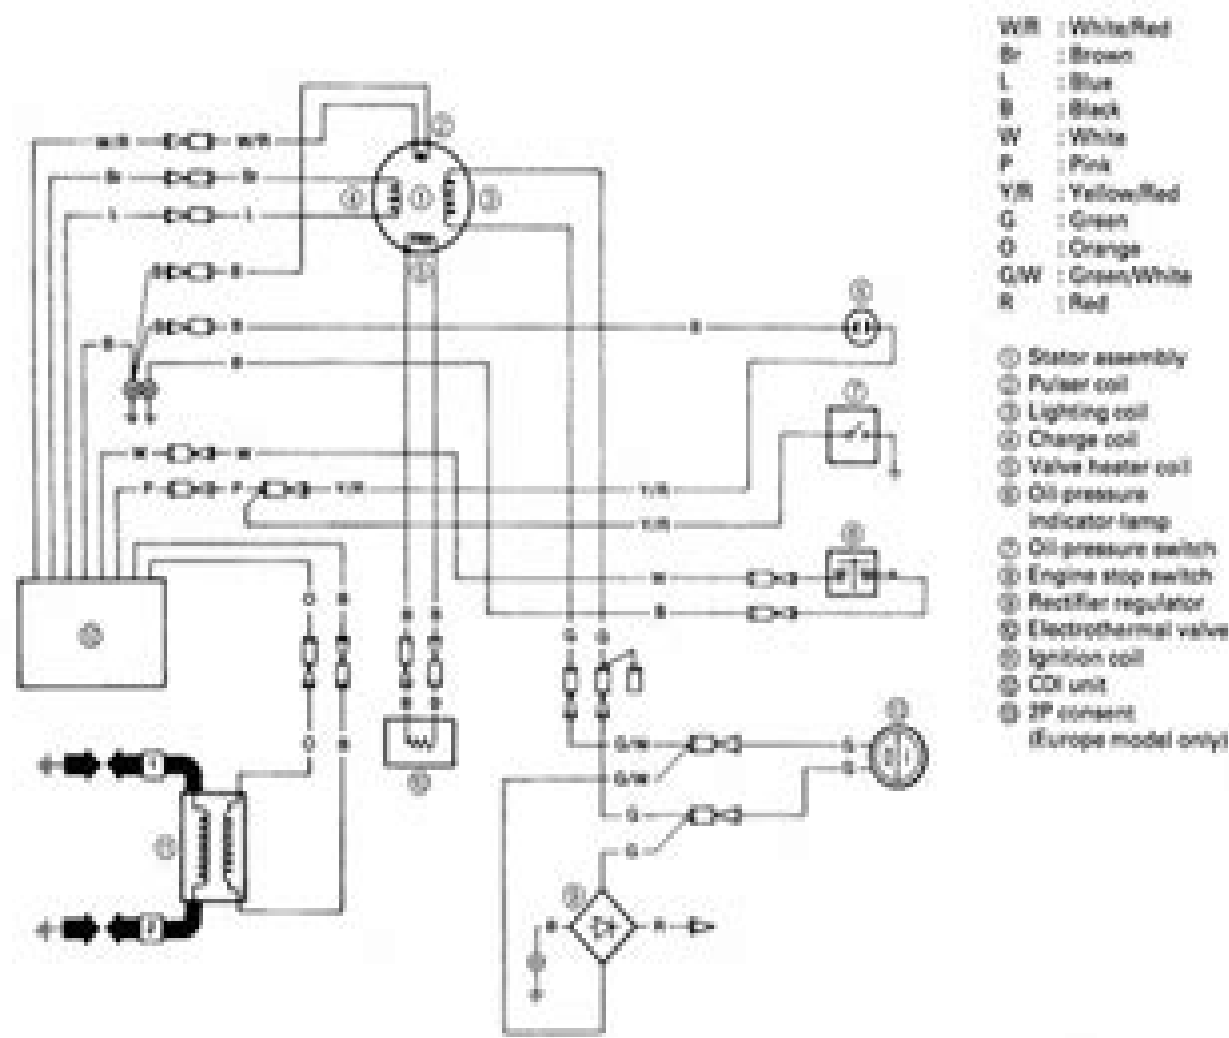 W/R : White/Red
Br : Brown
L : Blue
B : Black
W : White
P : Pink
Y/R : Yellow/Red
G : Green
O : Orange
G/W : Green/White
R : Red
① Stator assembly
② Pulser coil
③ Lighting coil
④ Charge coil
⑤ Valve heater coil
⑥ Oil pressure
indicator lamp
⑦ Oil pressure switch
⑧ Engine stop switch
⑨ Rectifier regulator
⑩ Electrothermal valve
⑪ Ignition coil
⑫ CDI unit
⑬ 2P consent
(Europe model only)
W/R W/R
Br Br
L L
B B
B B B
B B
W W
P P Y/R Y/R
Y/R
W
B
O B B B G G
O B B B
G/W G
G/W G
G
G
B R